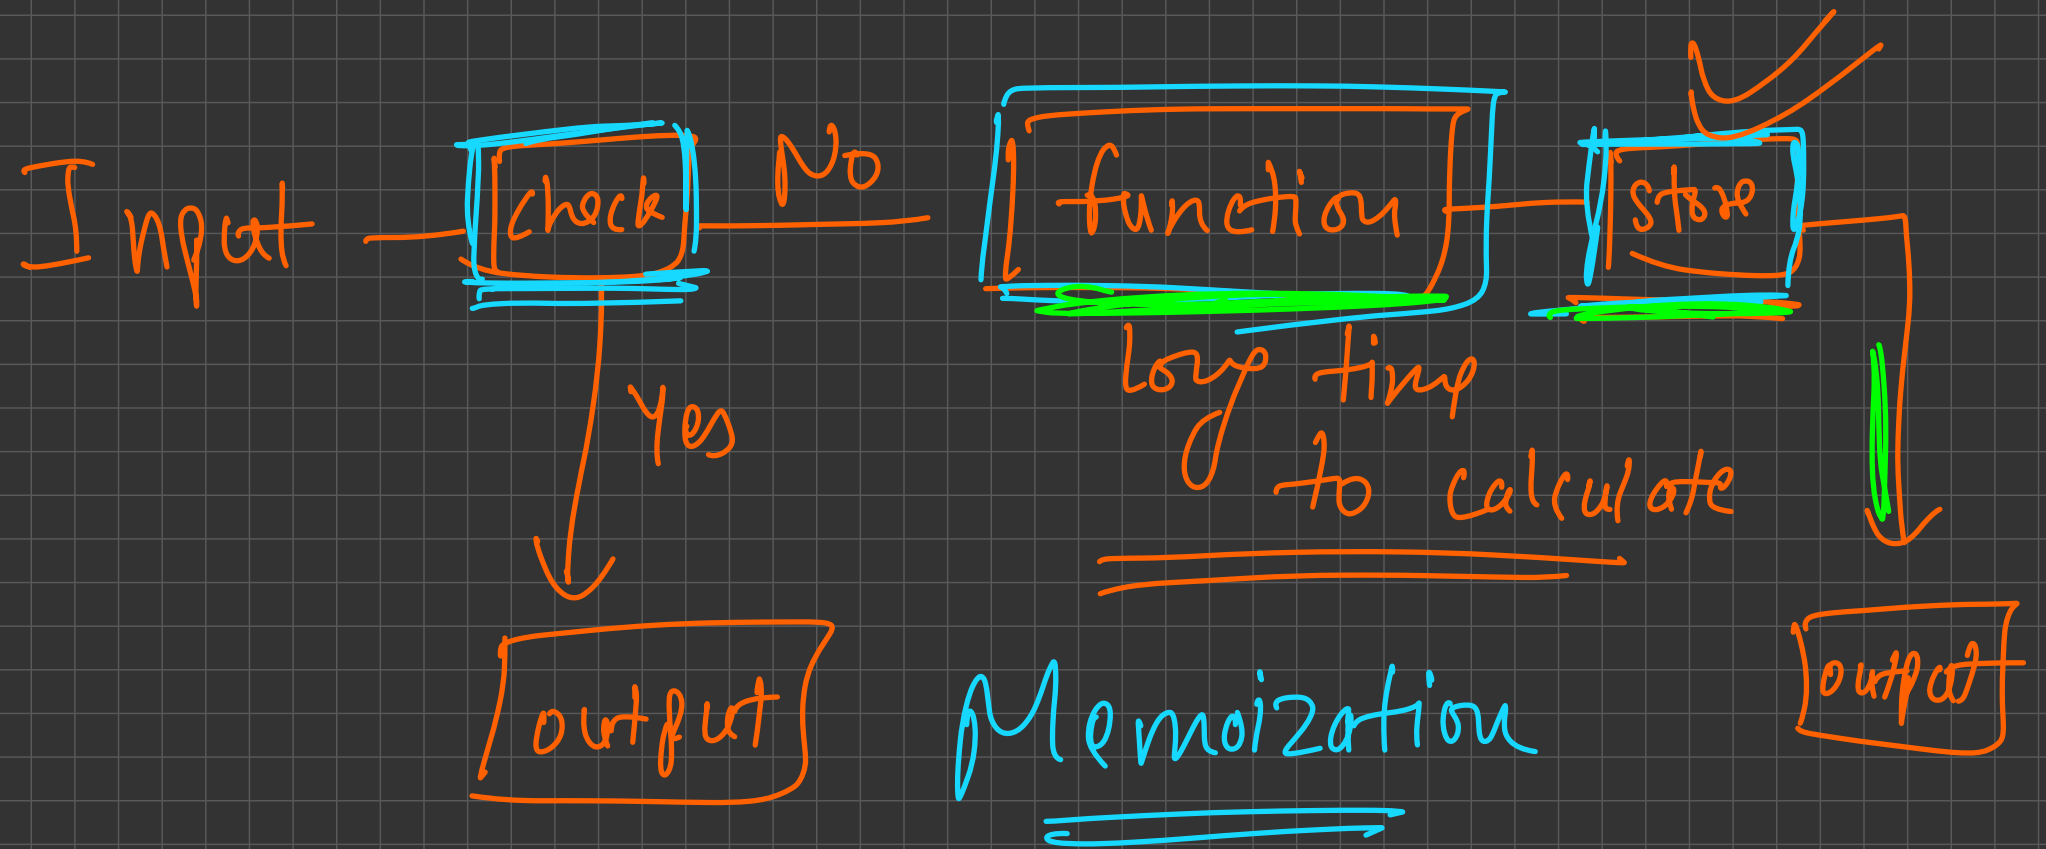 Input
check
No
function
store
Yes
long time
to calculate
output
Memoization
output